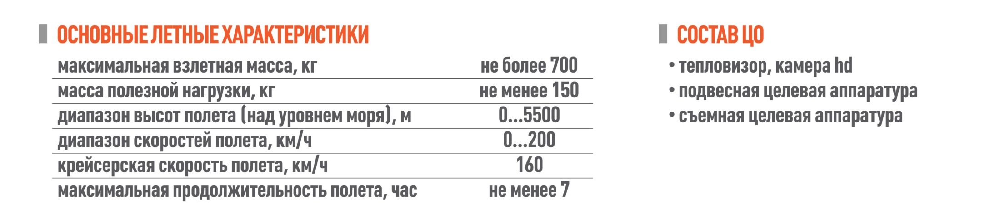 ОСНОВНЫЕ ЛЕТНЫЕ ХАРАКТЕРИСТИКИ
максимальная взлетная масса, кг не более 700
масса полезной нагрузки, кг не менее 150
диапазон высот полета (над уровнем моря), м 0...5500
диапазон скоростей полета, км/ч 0...200
крейсерская скорость полета, км/ч 160
максимальная продолжительность полета, час не менее 7
СОСТАВ ЦО
• тепловизор, камера hd
• подвесная целевая аппаратура
• съемная целевая аппаратура